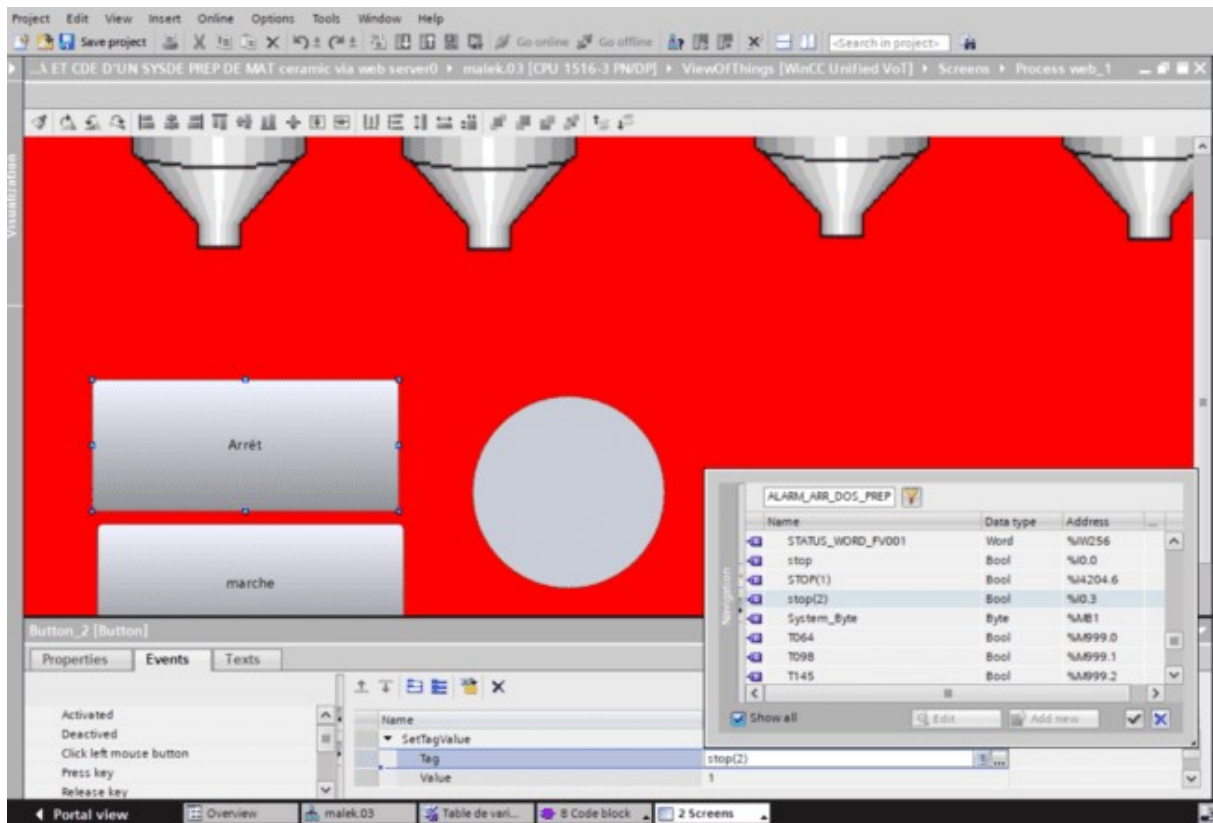 Project Edit View Insert Online Options Tools Window Help
Save project Go online Go offline <Search in project>
...A ET CDE D'UN SYSDE PREP DE MAT ceramic via web server0 ▸ malek.03 [CPU 1516-3 PN/DP] ▸ ViewOfThings [WinCC Unified VoT] ▸ Screens ▸ Process web_1
Visualization
Arrét
marche
ALARM_ARR_DOS_PREP
Name Data type Address ...
STATUS_WORD_FV001 Word %IW256
stop Bool %I0.0
STOP(1) Bool %I4204.6
stop(2) Bool %I0.3
System_Byte Byte %MB1
T064 Bool %M999.0
T098 Bool %M999.1
T145 Bool %M999.2
Navigation
Show all Edit Add new
Button_2 [Button]
Properties Events Texts
Activated
Deactived
Click left mouse button
Press key
Release key
Name
SetTagValue
Tag stop(2)
Value 1
Portal view Overview malek.03 Table de vari... 8 Code block 2 Screens